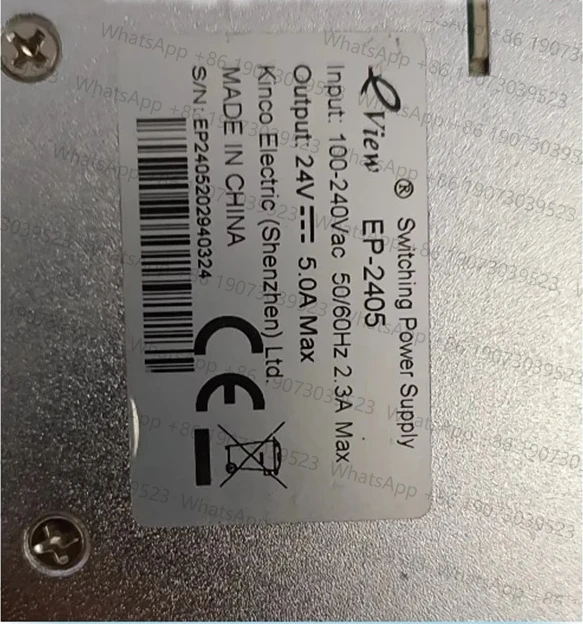 eView ® Switching Power Supply
EP-2405
Input: 100-240Vac 50/60Hz 2.3A Max.
Output: 24V 5.0A Max
Kinco Electric (Shenzhen) Ltd.
MADE IN CHINA
S/N: EP2405202940324
CE
WhatsApp +86 19073039523